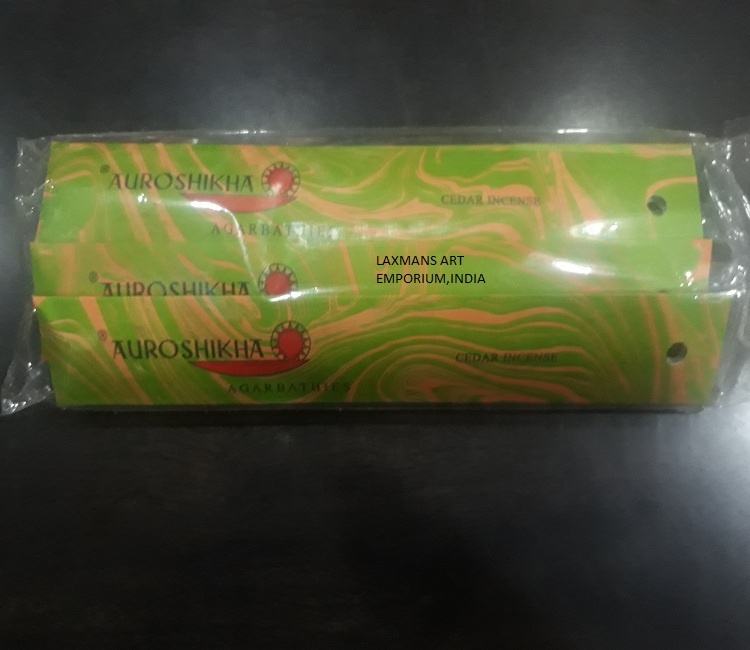 ®AUROSHIKHA
AGARBATHIES
CEDAR INCENSE
LAXMANS ART
EMPORIUM,INDIA
®AUROSHIKHA
®AUROSHIKHA
AGARBATHIES
CEDAR INCENSE